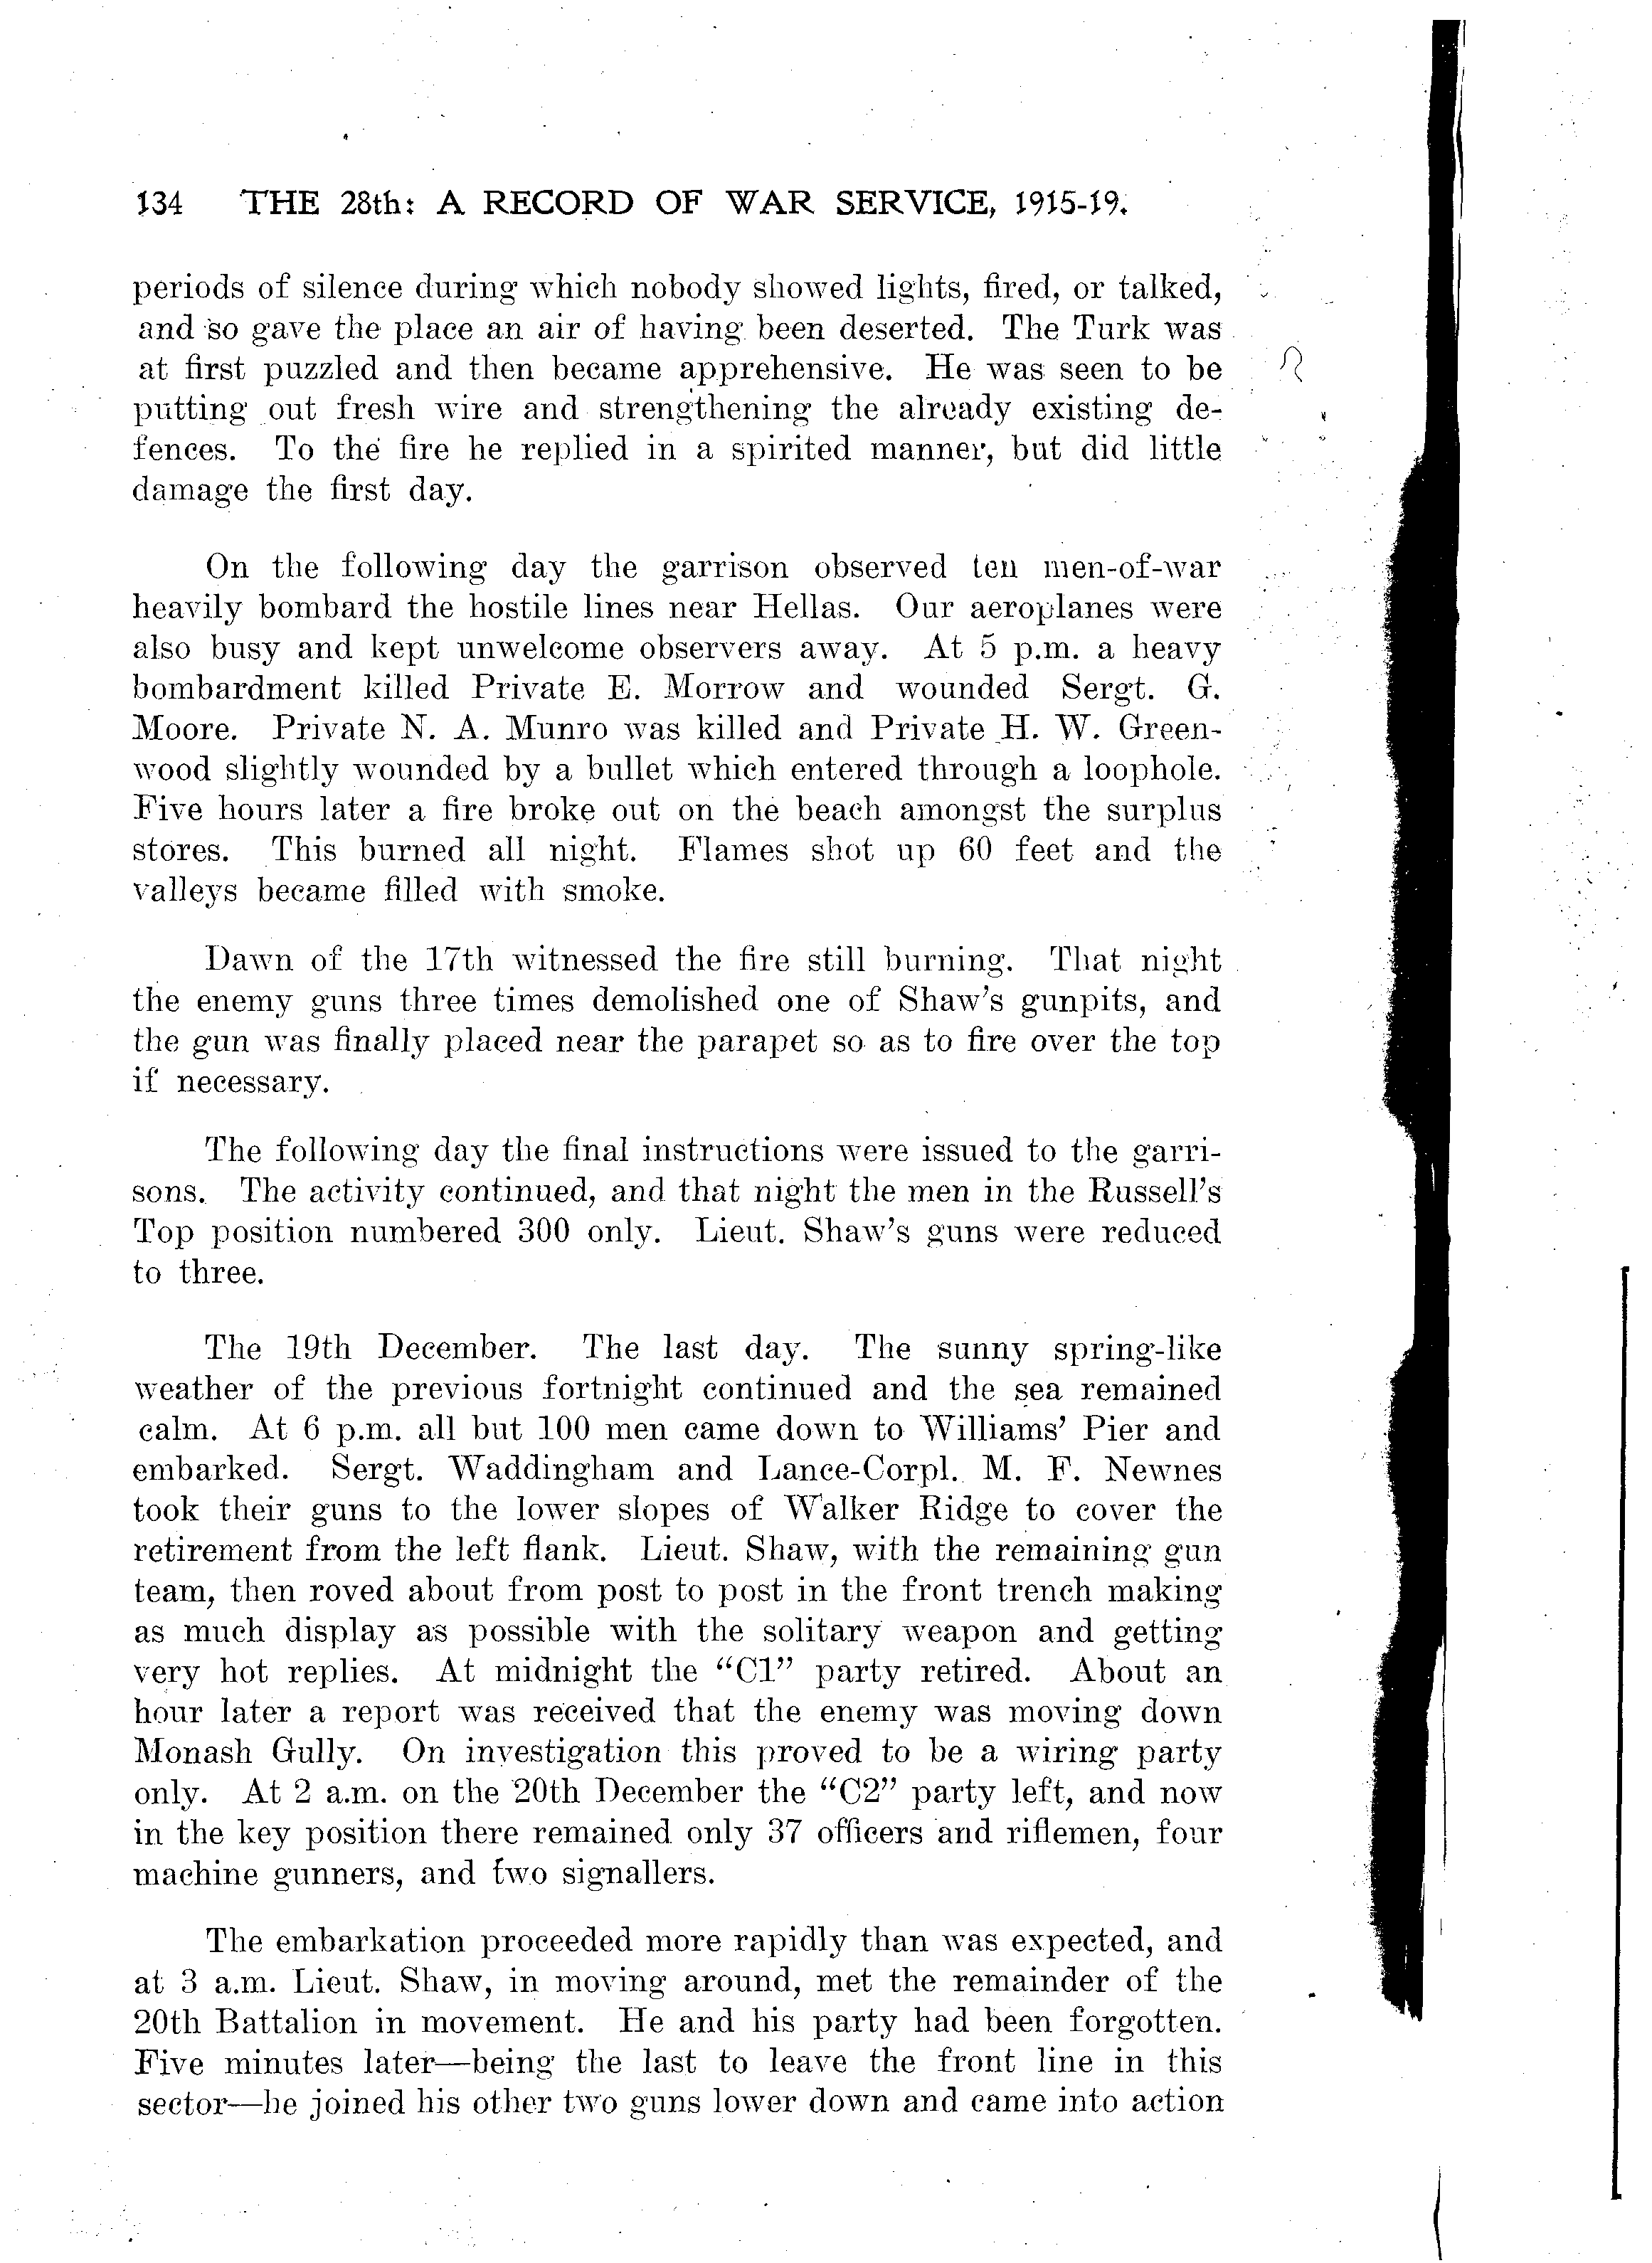 134 THE 28th: A RECORD OF WAR SERVICE, 1915-19.
periods of silence during which nobody showed lights, fired, or talked,
and so gave the place an air of having been deserted. The Turk was
at first puzzled and then became apprehensive. He was seen to be
putting out fresh wire and strengthening the already existing de-
fences. To the fire he replied in a spirited manner, but did little
damage the first day.
On the following day the garrison observed ten men-of-war
heavily bombard the hostile lines near Hellas. Our aeroplanes were
also busy and kept unwelcome observers away. At 5 p.m. a heavy
bombardment killed Private E. Morrow and wounded Sergt. G.
Moore. Private N. A. Munro was killed and Private H. W. Green-
wood slightly wounded by a bullet which entered through a loophole.
Five hours later a fire broke out on the beach amongst the surplus
stores. This burned all night. Flames shot up 60 feet and the
valleys became filled with smoke.
Dawn of the 17th witnessed the fire still burning. That night
the enemy guns three times demolished one of Shaw's gunpits, and
the gun was finally placed near the parapet so as to fire over the top
if necessary.
The following day the final instructions were issued to the garri-
sons. The activity continued, and that night the men in the Russell's
Top position numbered 300 only. Lieut. Shaw's guns were reduced
to three.
The 19th December. The last day. The sunny spring-like
weather of the previous fortnight continued and the sea remained
calm. At 6 p.m. all but 100 men came down to Williams' Pier and
embarked. Sergt. Waddingham and Lance-Corpl. M. F. Newnes
took their guns to the lower slopes of Walker Ridge to cover the
retirement from the left flank. Lieut. Shaw, with the remaining gun
team, then roved about from post to post in the front trench making
as much display as possible with the solitary weapon and getting
very hot replies. At midnight the "C1" party retired. About an
hour later a report was received that the enemy was moving down
Monash Gully. On investigation this proved to be a wiring party
only. At 2 a.m. on the 20th December the "C2" party left, and now
in the key position there remained only 37 officers and riflemen, four
machine gunners, and two signallers.
The embarkation proceeded more rapidly than was expected, and
at 3 a.m. Lieut. Shaw, in moving around, met the remainder of the
20th Battalion in movement. He and his party had been forgotten.
Five minutes later—being the last to leave the front line in this
sector—he joined his other two guns lower down and came into action